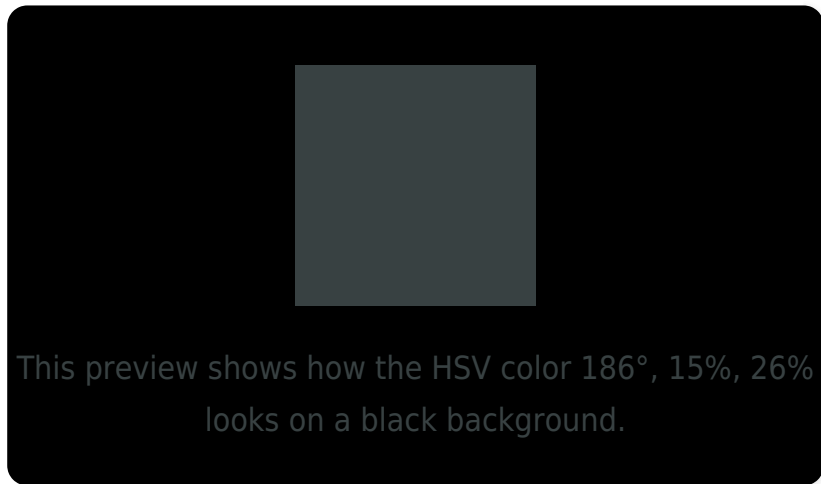 This preview shows how the HSV color 186°, 15%, 26%
looks on a black background.